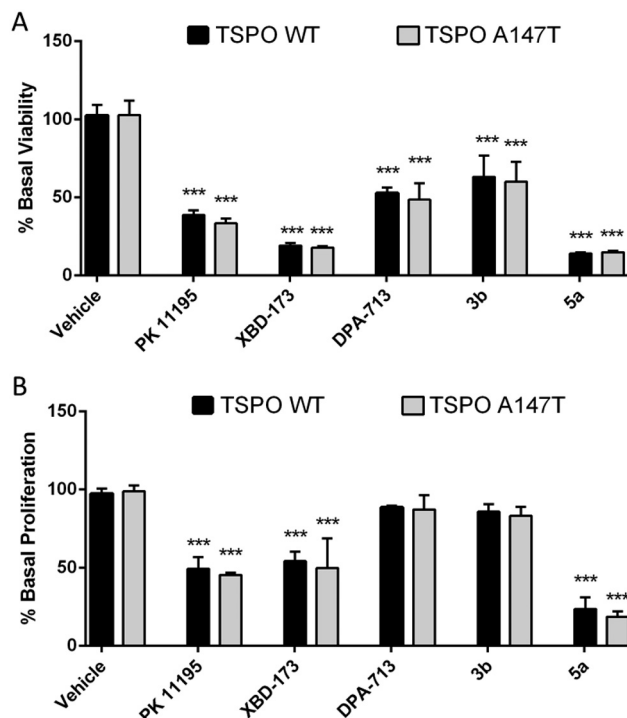 A
TSPO WT TSPO A147T
% Basal Viability
150
100
50
0
*** *** *** *** *** *** *** *** *** ***
Vehicle PK 11195 XBD-173 DPA-713 3b 5a
B
TSPO WT TSPO A147T
% Basal Proliferation
150
100
50
0
*** *** *** *** *** ***
Vehicle PK 11195 XBD-173 DPA-713 3b 5a